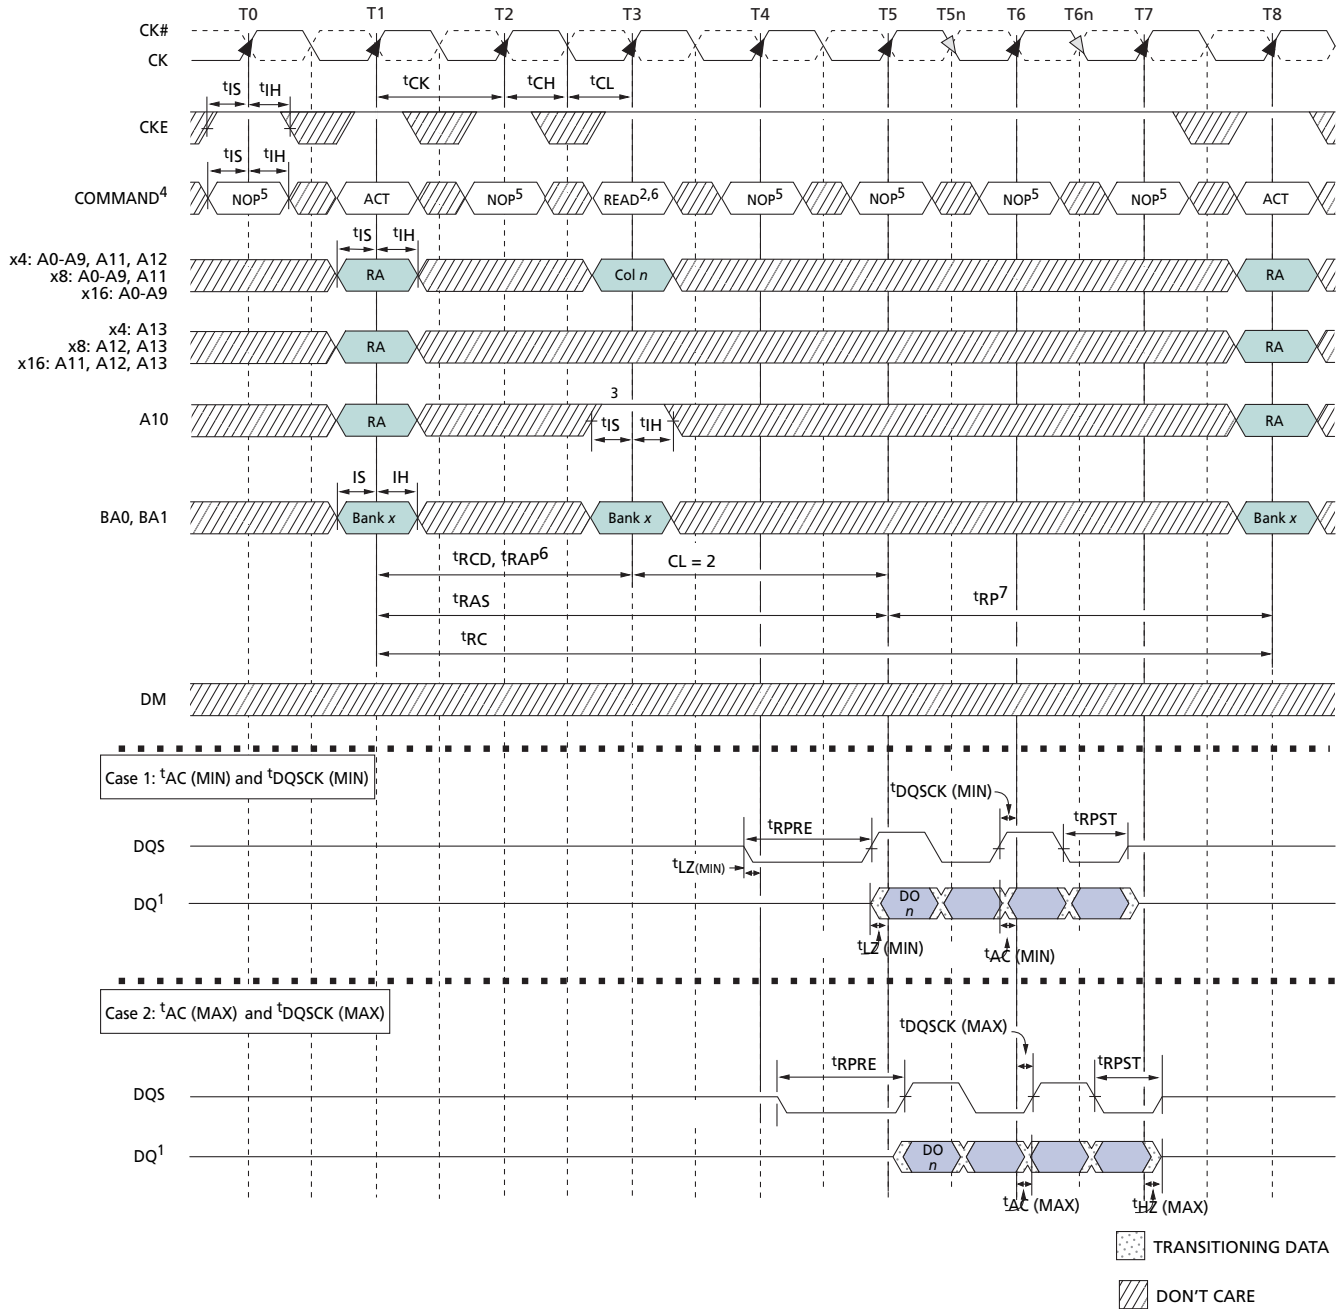 T0 T1 T2 T3 T4 T5 T5n T6 T6n T7 T8
CK#
CK
tIS tIH tCK tCH tCL
CKE
tIS tIH
COMMAND4 NOP5 ACT NOP5 READ2,6 NOP5 NOP5 NOP5 NOP5 ACT
tIS tIH
x4: A0-A9, A11, A12
x8: A0-A9, A11
x16: A0-A9
RA Col n RA
x4: A13
x8: A12, A13
x16: A11, A12, A13
RA RA
3
A10 RA RA
tIS tIH
IS IH
BA0, BA1 Bank x Bank x Bank x
tRCD, tRAP6 CL = 2
tRAS tRP7
tRC
DM
Case 1: tAC (MIN) and tDQSCK (MIN)
tDQSCK (MIN)
tRPRE tRPST
DQS
tLZ(MIN)
DQ1 DO
n
tLZ (MIN) tAC (MIN)
Case 2: tAC (MAX) and tDQSCK (MAX)
tDQSCK (MAX)
tRPRE tRPST
DQS
DQ1 DO
n
tAC (MAX) tHZ (MAX)
TRANSITIONING DATA
DON'T CARE